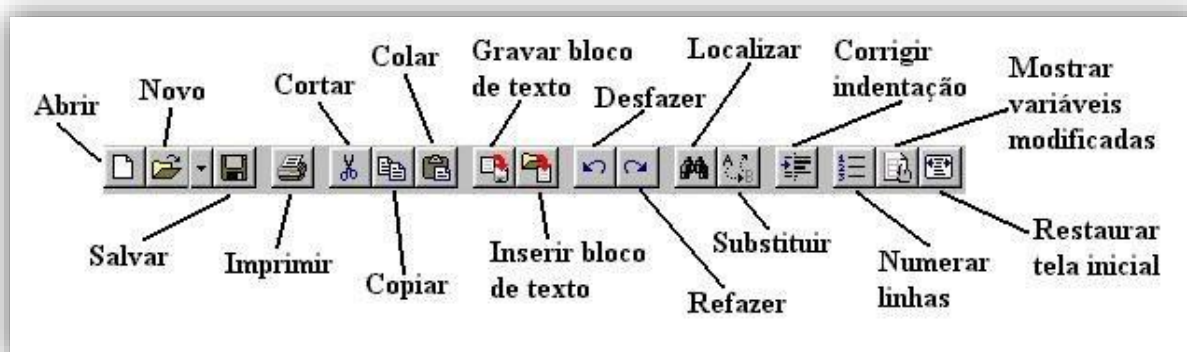 Abrir
Novo
Cortar
Colar
Gravar bloco
de texto
Desfazer
Localizar
Corrigir
indentação
Mostrar
variáveis
modificadas
Salvar
Imprimir
Copiar
Inserir bloco
de texto
Refazer
Substituir
Numerar
linhas
Restaurar
tela inicial